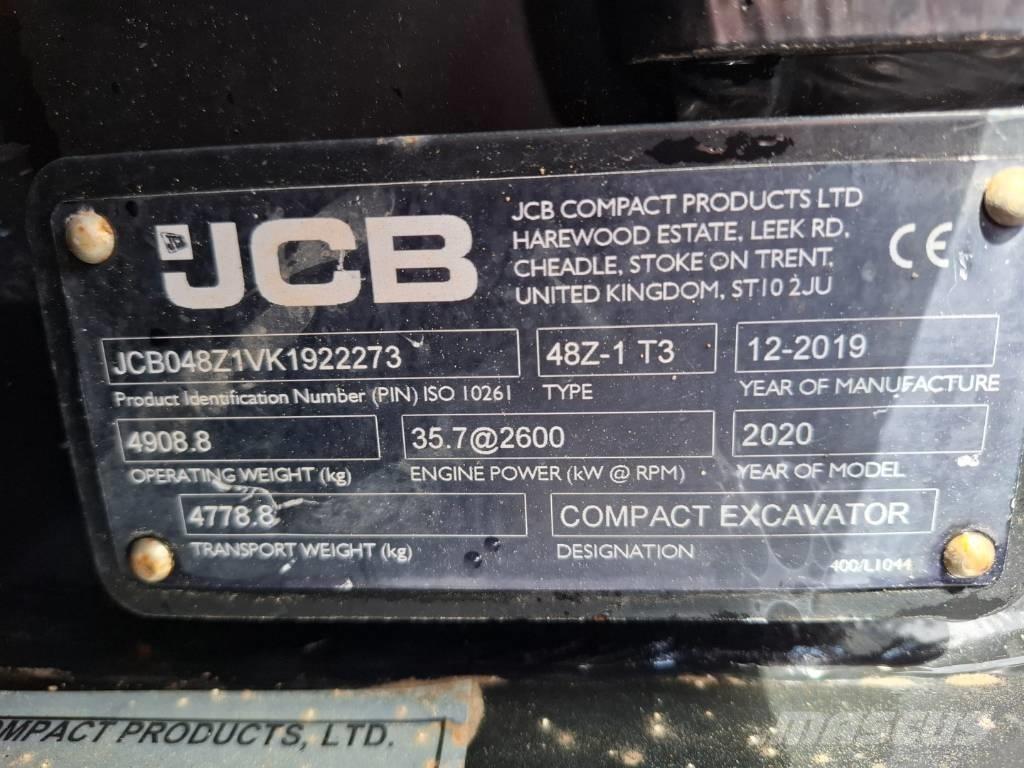 JCB
JCB COMPACT PRODUCTS LTD
HAREWOOD ESTATE, LEEK RD,
CHEADLE, STOKE ON TRENT,
UNITED KINGDOM, ST10 2JU
CE
JCB048Z1VK1922273
Product Identification Number (PIN) ISO 10261
48Z-1 T3
TYPE
12-2019
YEAR OF MANUFACTURE
4908.8
OPERATING WEIGHT (kg)
35.7@2600
ENGINE POWER (kW @ RPM)
2020
YEAR OF MODEL
4778.8
TRANSPORT WEIGHT (kg)
COMPACT EXCAVATOR
DESIGNATION
400/L1044
COMPACT PRODUCTS, LTD.
MASCUS